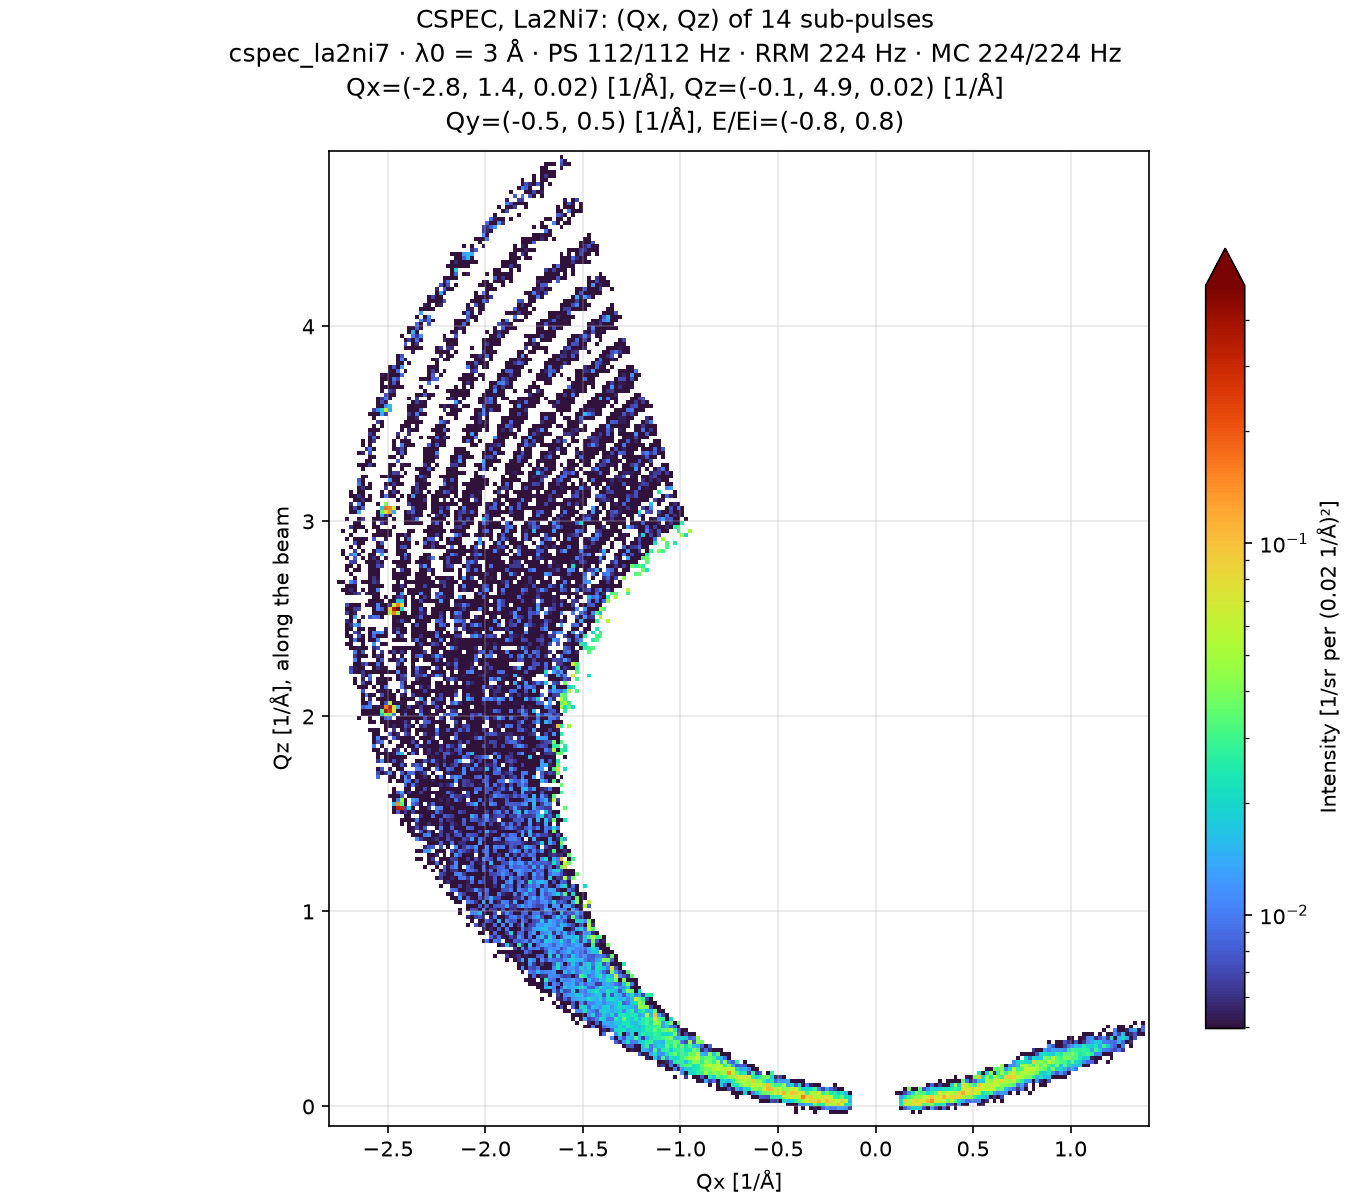 CSPEC, La2Ni7: (Qx, Qz) of 14 sub-pulses
cspec_la2ni7 · λ0 = 3 Å · PS 112/112 Hz · RRM 224 Hz · MC 224/224 Hz
Qx=(-2.8, 1.4, 0.02) [1/Å], Qz=(-0.1, 4.9, 0.02) [1/Å]
Qy=(-0.5, 0.5) [1/Å], E/Ei=(-0.8, 0.8)
4
3
2
1
0
Qz [1/Å], along the beam
−2.5
−2.0
−1.5
−1.0
−0.5
0.0
0.5
1.0
Qx [1/Å]
10⁻¹
10⁻²
Intensity [1/sr per (0.02 1/Å)²]